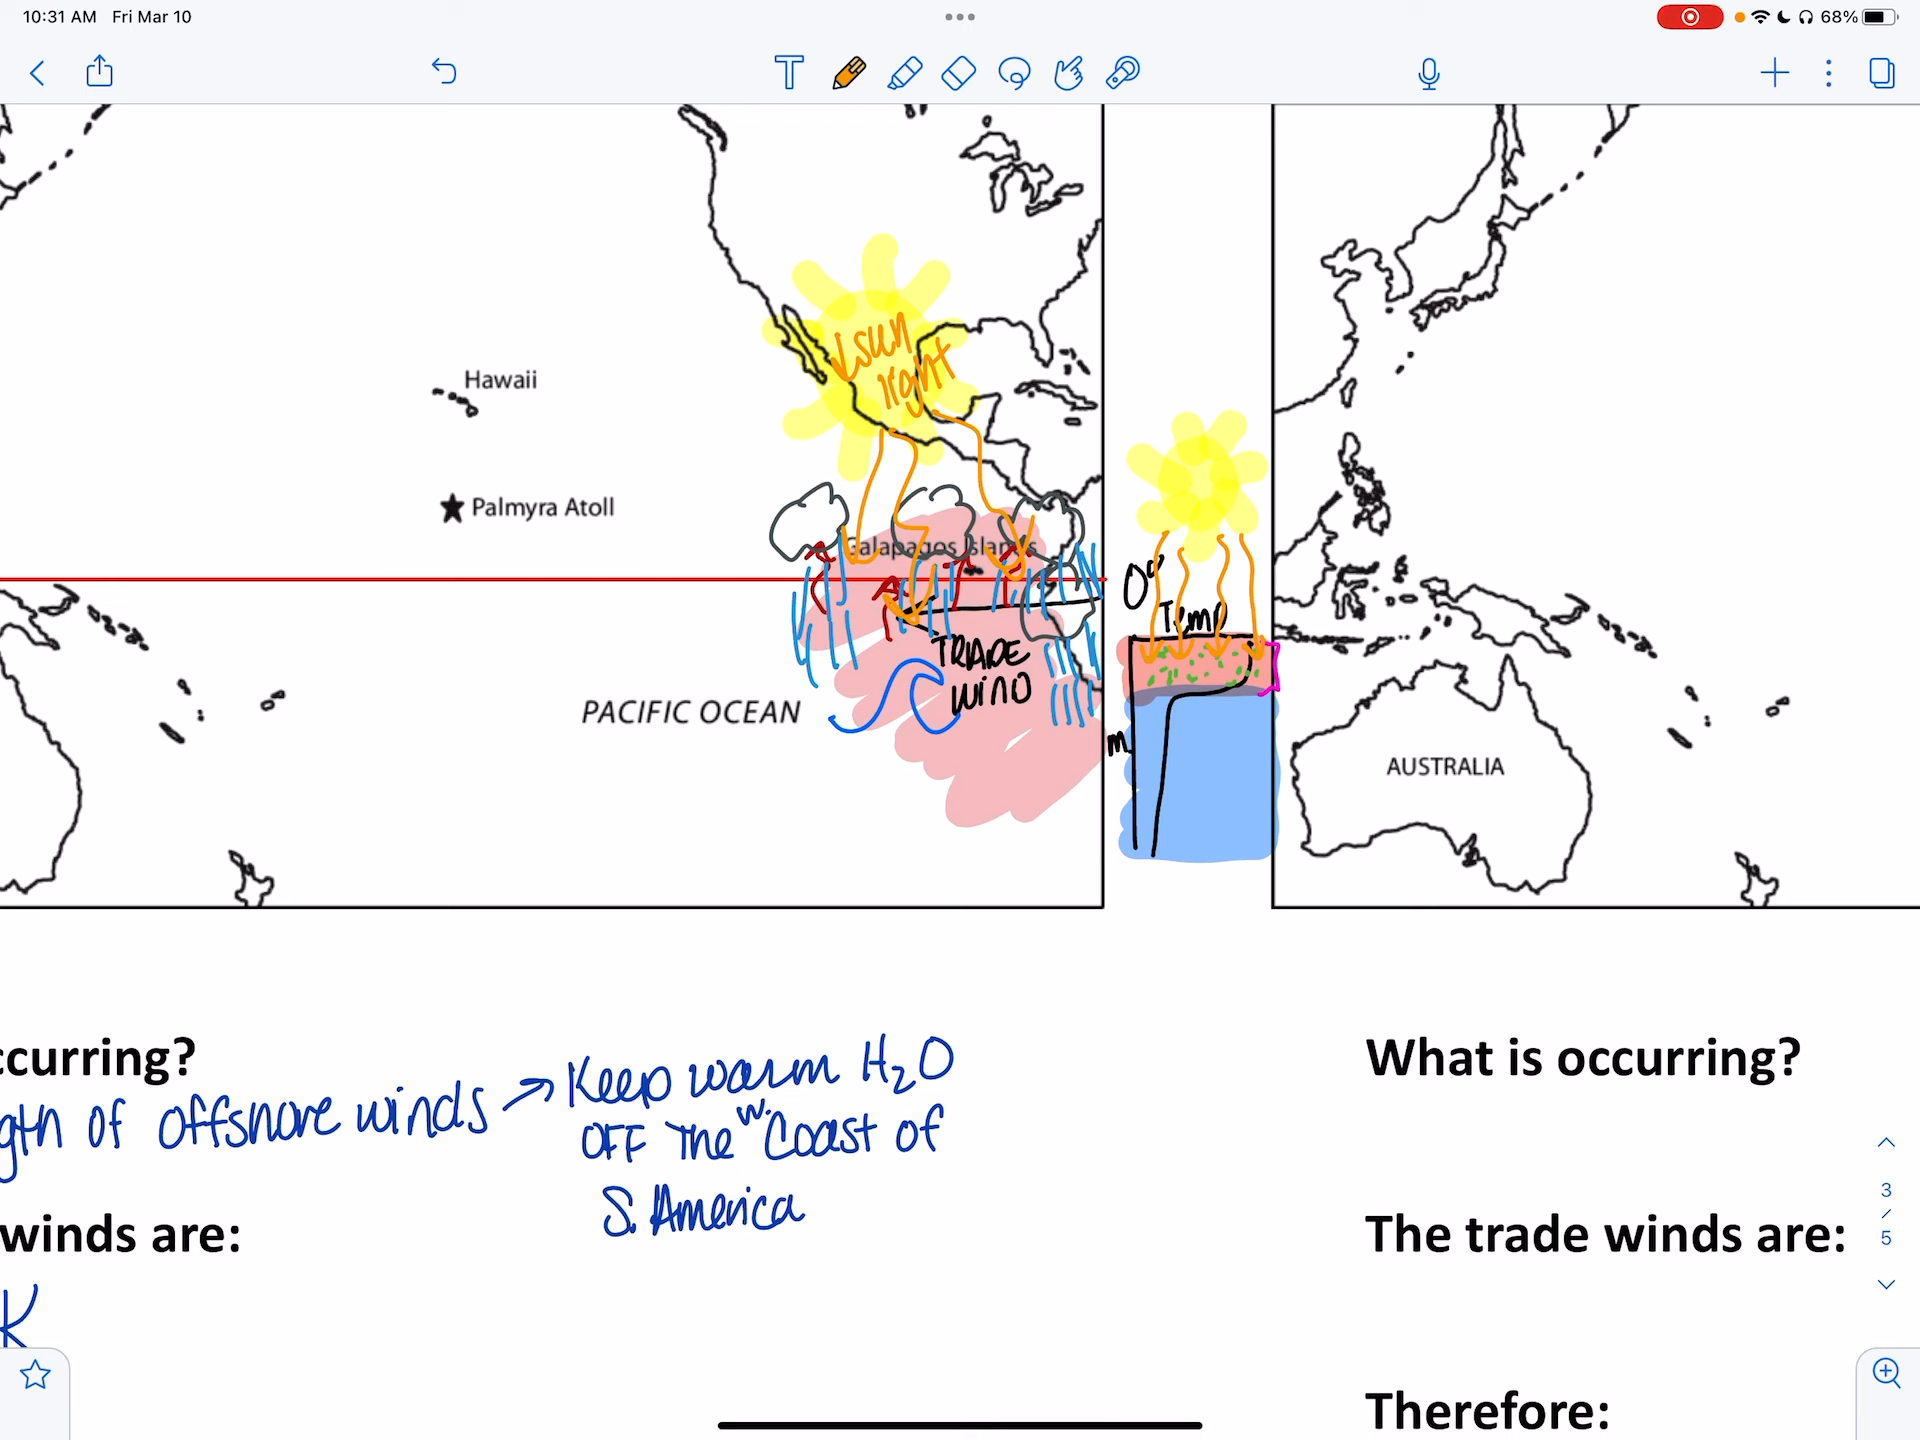 10:31 AM Fri Mar 10
68%
T
sun
light
Hawaii
Palmyra Atoll
Galapagos Islands
0°
Temp
TRADE
WIND
PACIFIC OCEAN
m
AUSTRALIA
ccurring?
gth of offshore winds → Keep warm H₂O
OFF The W. Coast of
S. America
winds are:
K
What is occurring?
The trade winds are:
3
/
5
Therefore: